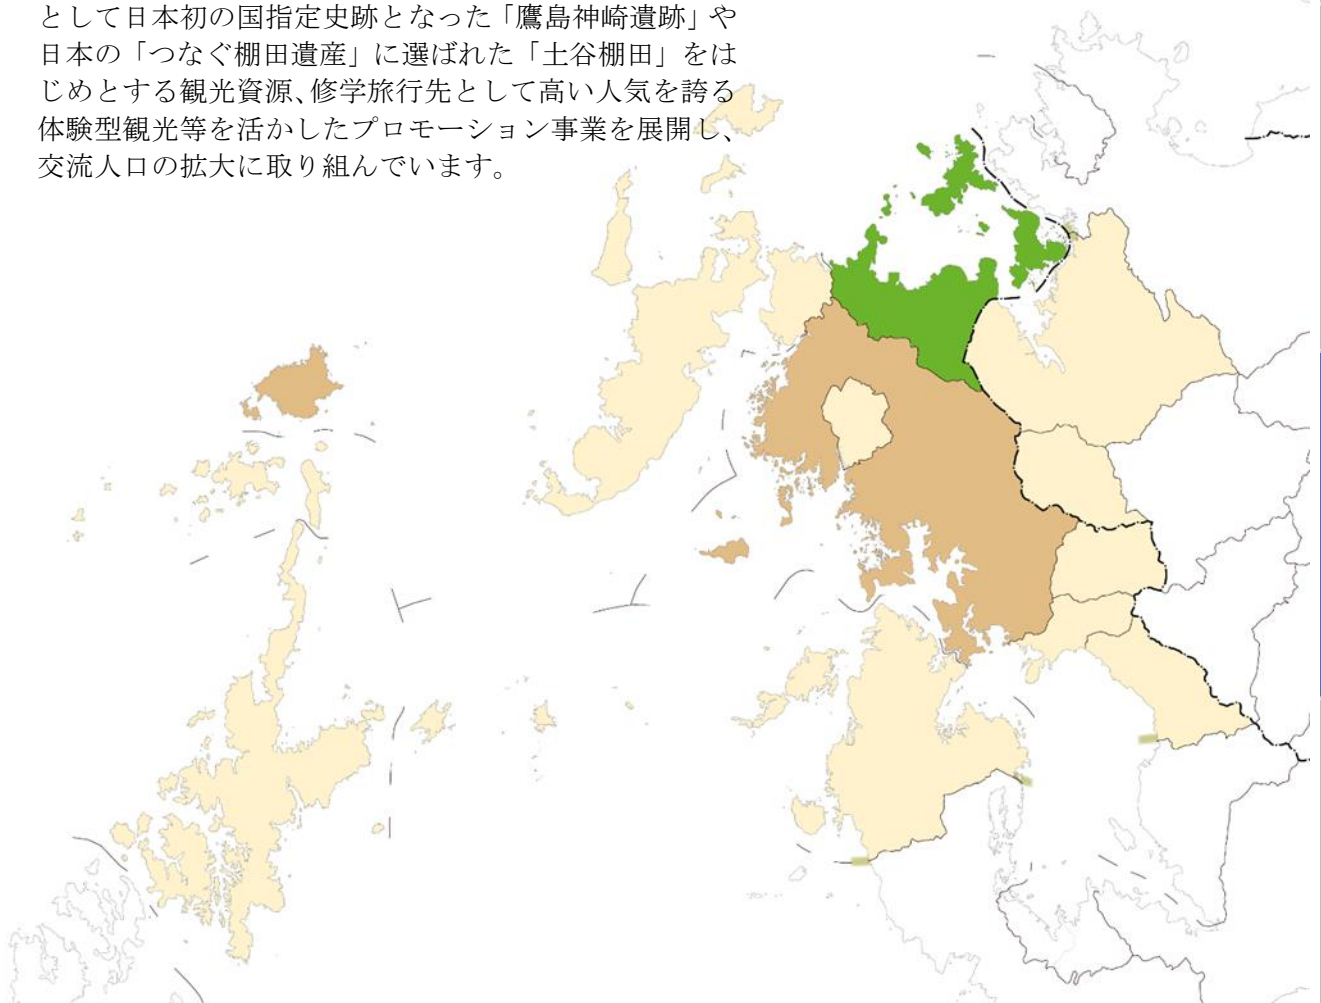 として日本初の国指定史跡となった「鷹島神崎遺跡」や
日本の「つなぐ棚田遺産」に選ばれた「土谷棚田」をは
じめとする観光資源、修学旅行先として高い人気を誇る
体験型観光等を活かしたプロモーション事業を展開し、
交流人口の拡大に取り組んでいます。